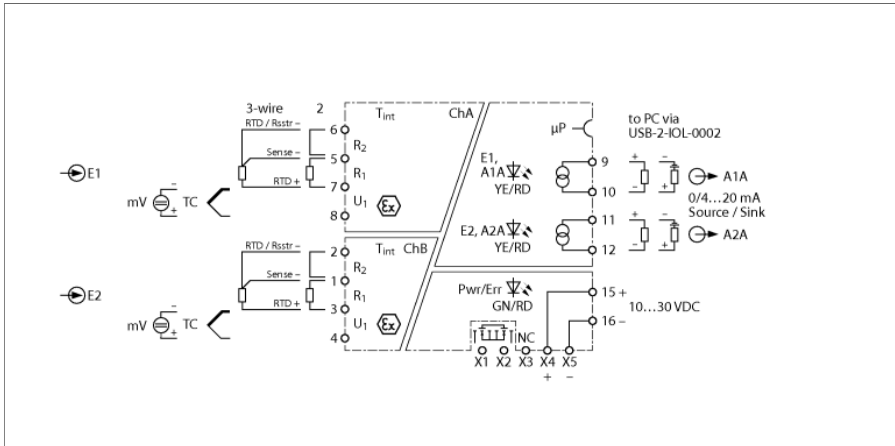 3-wire 2
RTD / Rsstr –
6
Tint
ChA
R2
Sense –
5
R1
RTD +
7
U1
Ex
8
E1
mV
–
+
TC
µP
to PC via
USB-2-IOL-0002
E1,
A1A
YE/RD
9
10
+ –
– +
A1A
0/4...20 mA
Source / Sink
E2, A2A
YE/RD
11
12
+ –
– +
A2A
RTD / Rsstr –
2
Tint
ChB
R2
Sense –
1
R1
RTD +
3
U1
Ex
4
E2
mV
–
+
TC
Pwr/Err
GN/RD
15 +
10...30 VDC
16 –
NC
X1 X2 X3 X4 X5
+ –